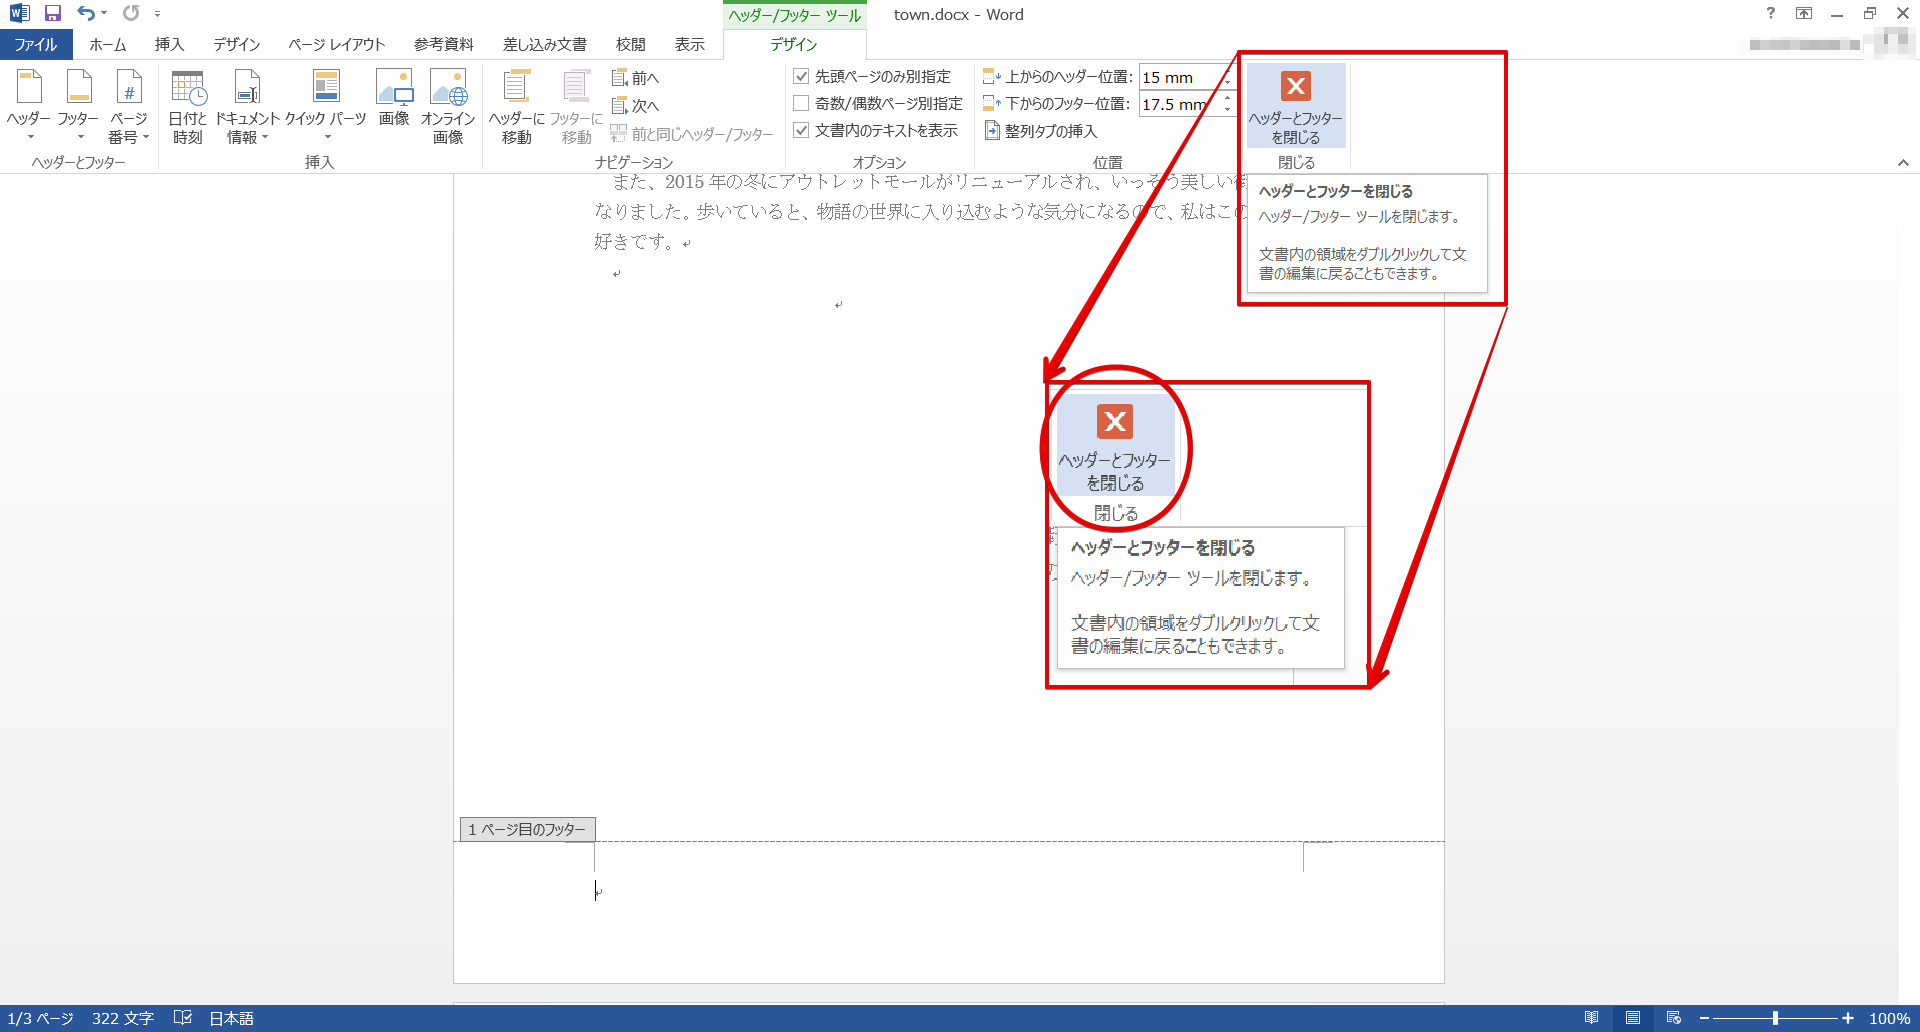 ヘッダー/フッター ツール
town.docx - Word
ファイル ホーム 挿入 デザイン ページ レイアウト 参考資料 差し込み文書 校閲 表示 デザイン
ヘッダー フッター ページ番号
ヘッダーとフッター
日付と時刻 ドキュメント情報 クイック パーツ 画像 オンライン画像
挿入
ヘッダーに移動 フッターに移動
前へ
次へ
前と同じヘッダー/フッター
ナビゲーション
先頭ページのみ別指定
奇数/偶数ページ別指定
文書内のテキストを表示
オプション
上からのヘッダー位置: 15 mm
下からのフッター位置: 17.5 mm
整列タブの挿入
位置
ヘッダーとフッター
を閉じる
閉じる
ヘッダーとフッターを閉じる
ヘッダー/フッター ツールを閉じます。
文書内の領域をダブルクリックして文
書の編集に戻ることもできます。
また、2015 年の冬にアウトレットモールがリニューアルされ、いっそう美しい
なりました。歩いていると、物語の世界に入り込むような気分になるので、私はこの
好きです。
ヘッダーとフッター
を閉じる
閉じる
ヘッダーとフッターを閉じる
ヘッダー/フッター ツールを閉じます。
文書内の領域をダブルクリックして文
書の編集に戻ることもできます。
1 ページ目のフッター
1/3 ページ 322 文字 日本語
100%